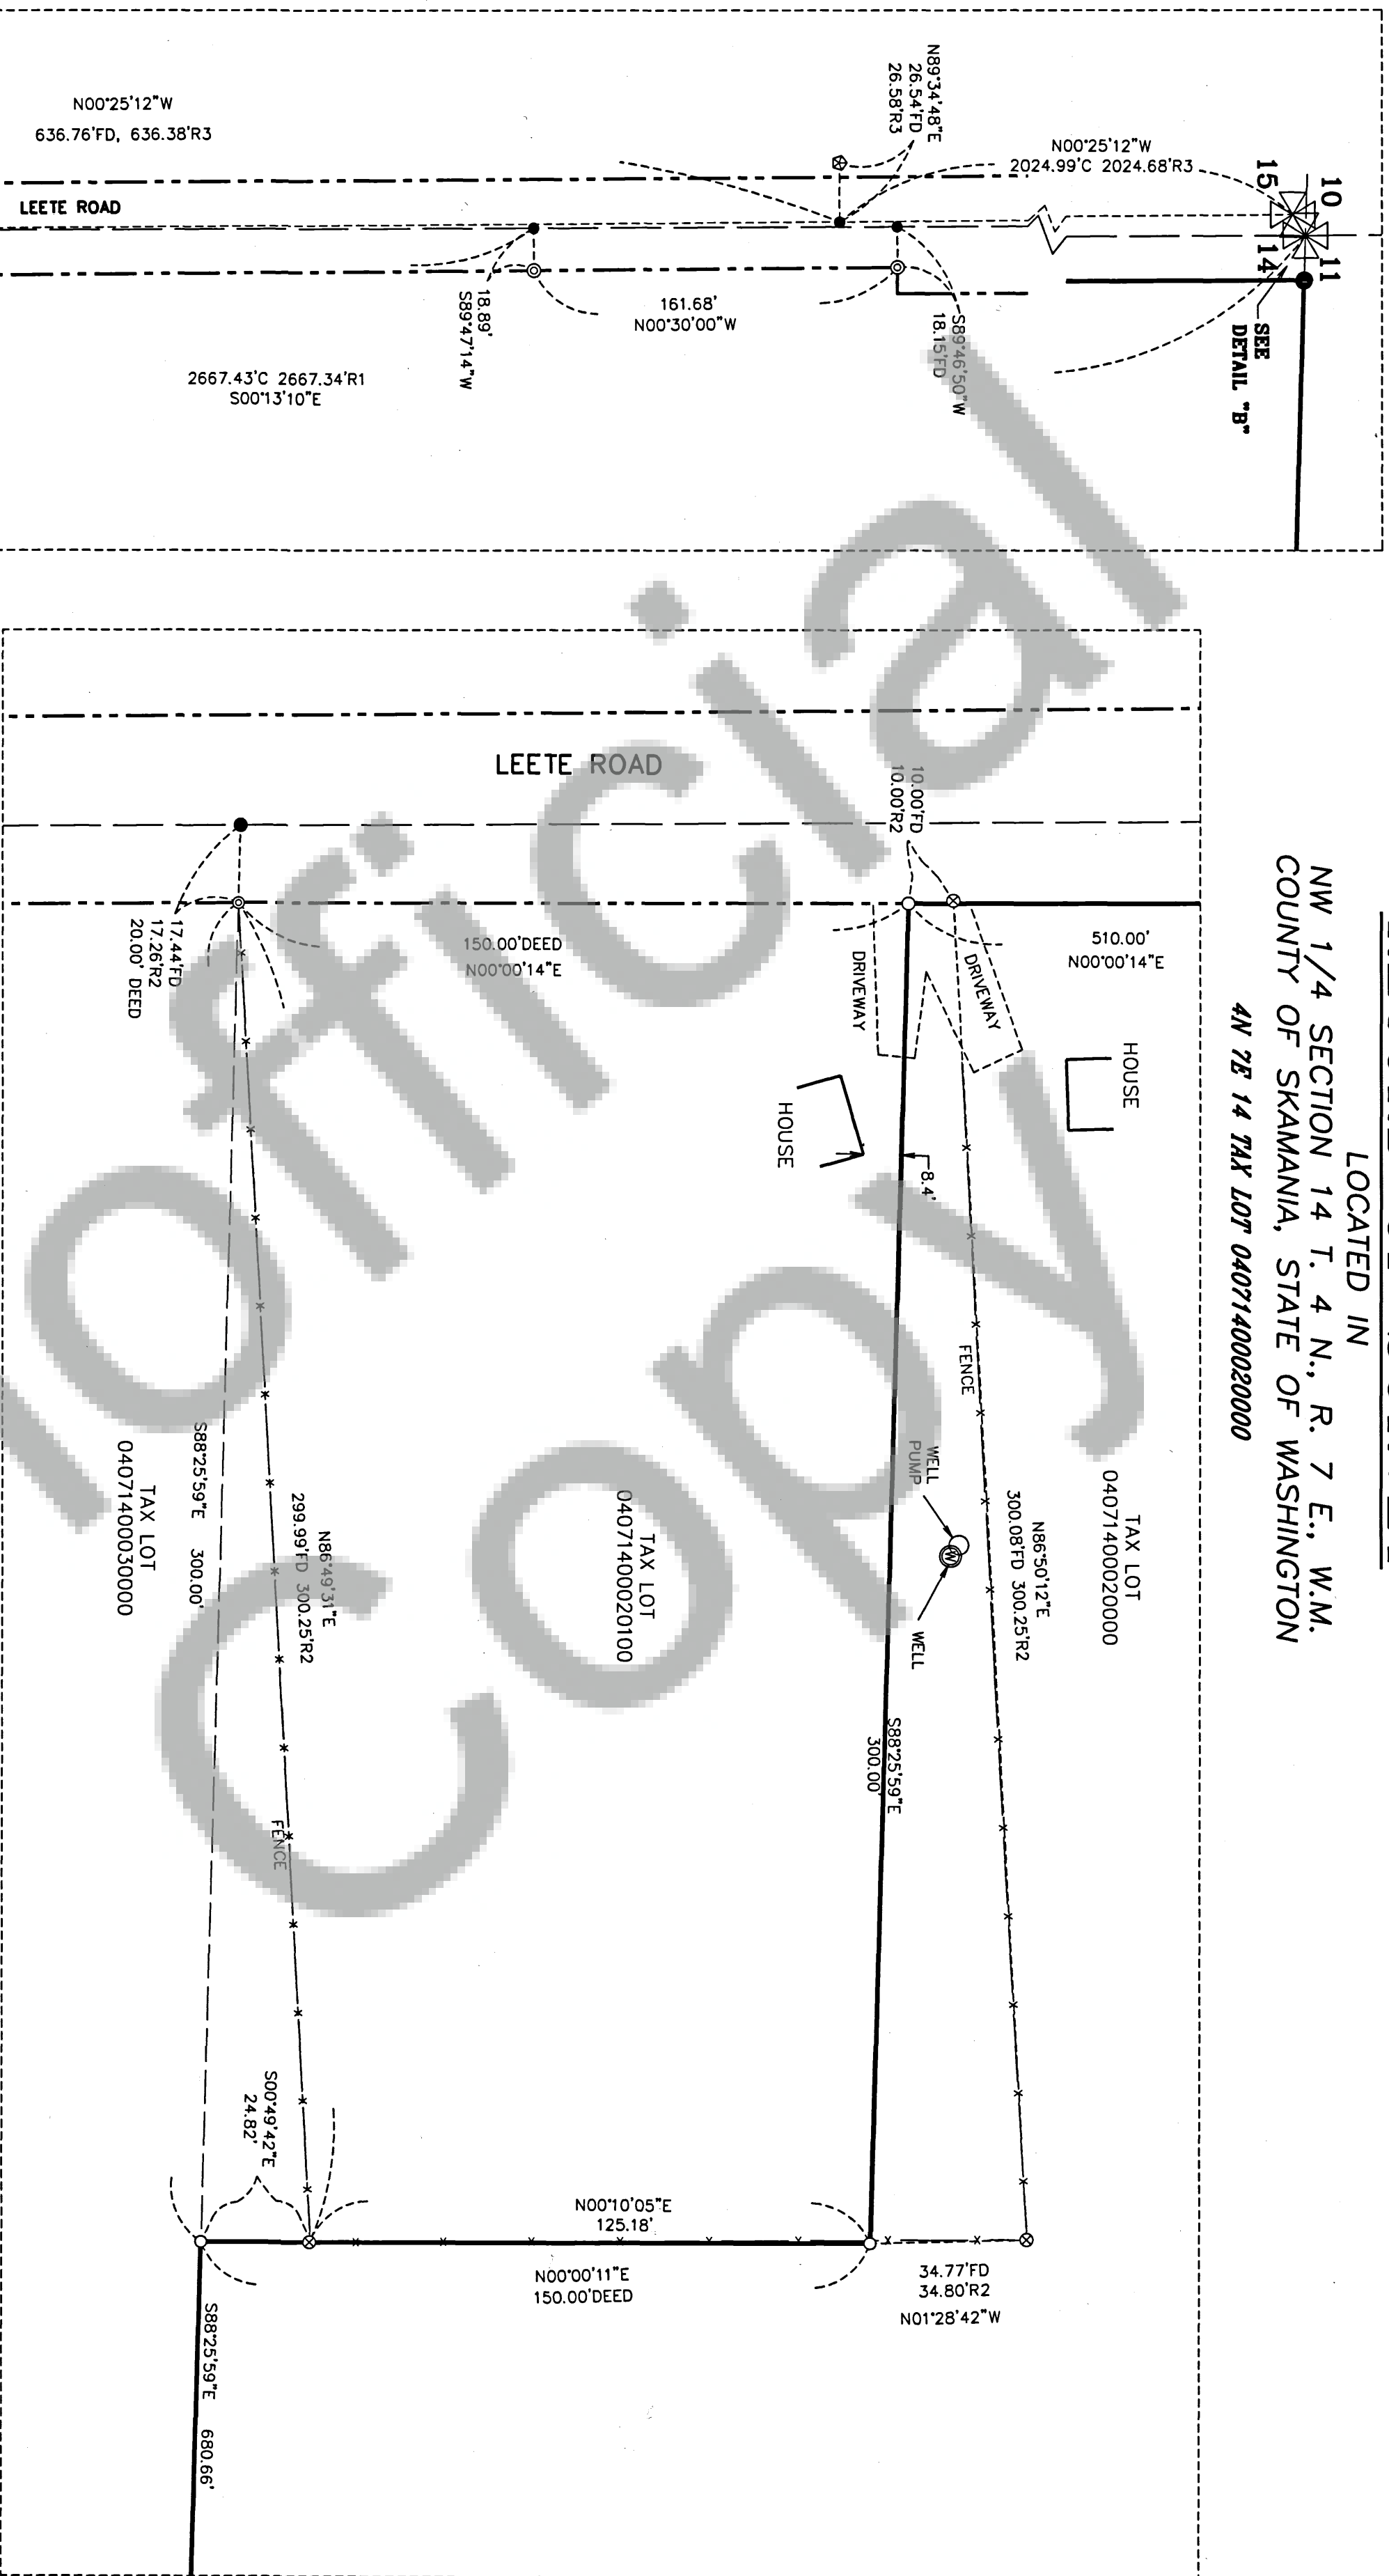 LOCATED IN
NW 1/4 SECTION 14 T. 4 N., R. 7 E., W.M.
COUNTY OF SKAMANIA, STATE OF WASHINGTON
4N 7E 14 TAX LOT 04071400020000
N00°25'12"W
636.76'FD, 636.38'R3
LEETE ROAD
N89°34'48"E
26.54'FD
26.58'R3
N00°25'12"W
2024.99'C 2024.68'R3
10
15
11
14
SEE
DETAIL "B"
18.89'
S89°47'14"W
161.68'
N00°30'00"W
S89°46'50"W
18.15'FD
2667.43'C 2667.34'R1
S00°13'10"E
LEETE ROAD
10.00'FD
10.00'R2
17.44'FD
17.26'R2
20.00' DEED
150.00'DEED
N00°00'14"E
510.00'
N00°00'14"E
DRIVEWAY
DRIVEWAY
HOUSE
HOUSE
8.4'
FENCE
WELL
PUMP
W
WELL
TAX LOT
04071400020000
N86°50'12"E
300.08'FD 300.25'R2
TAX LOT
04071400020100
S88°25'59"E
300.00'
N86°49'31"E
299.99'FD 300.25'R2
S88°25'59"E 300.00'
TAX LOT
04071400030000
FENCE
S00°49'42"E
24.82'
N00°10'05"E
125.18'
N00°00'11"E
150.00'DEED
34.77'FD
34.80'R2
N01°28'42"W
S88°25'59"E 680.66'
official
Copy